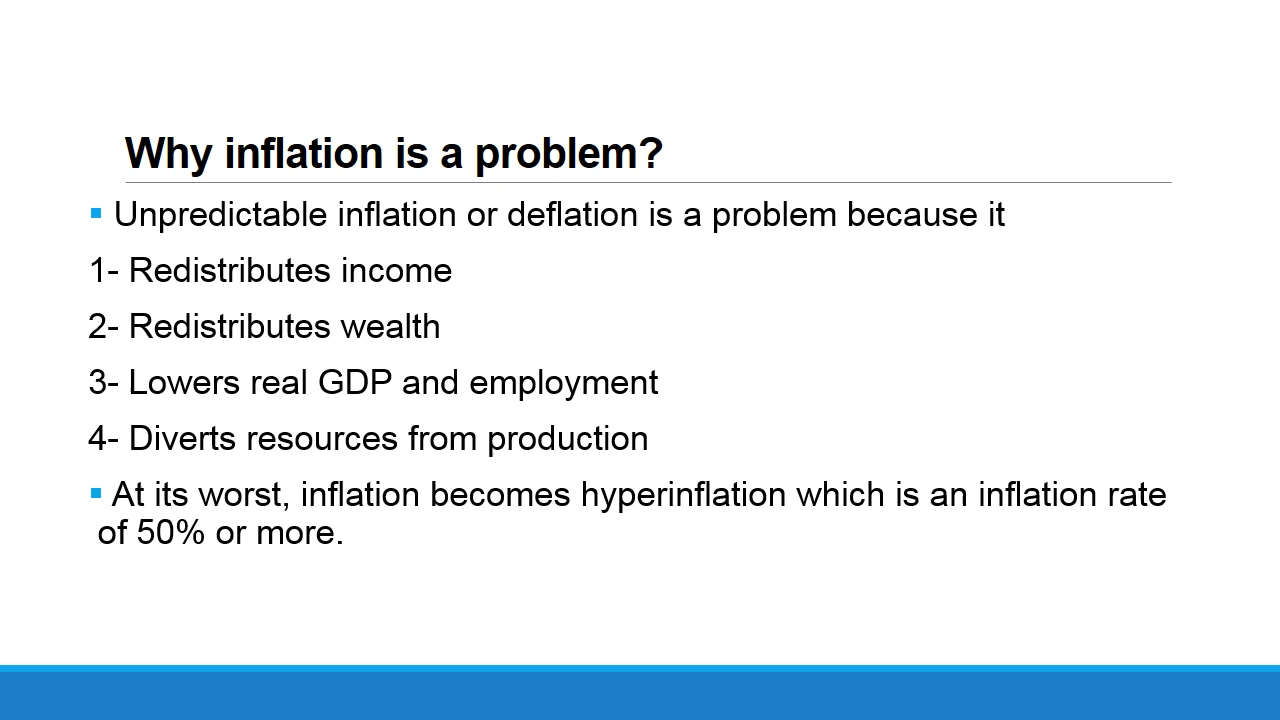 Why inflation is a problem?
▪ Unpredictable inflation or deflation is a problem because it
1- Redistributes income
2- Redistributes wealth
3- Lowers real GDP and employment
4- Diverts resources from production
▪ At its worst, inflation becomes hyperinflation which is an inflation rate
of 50% or more.